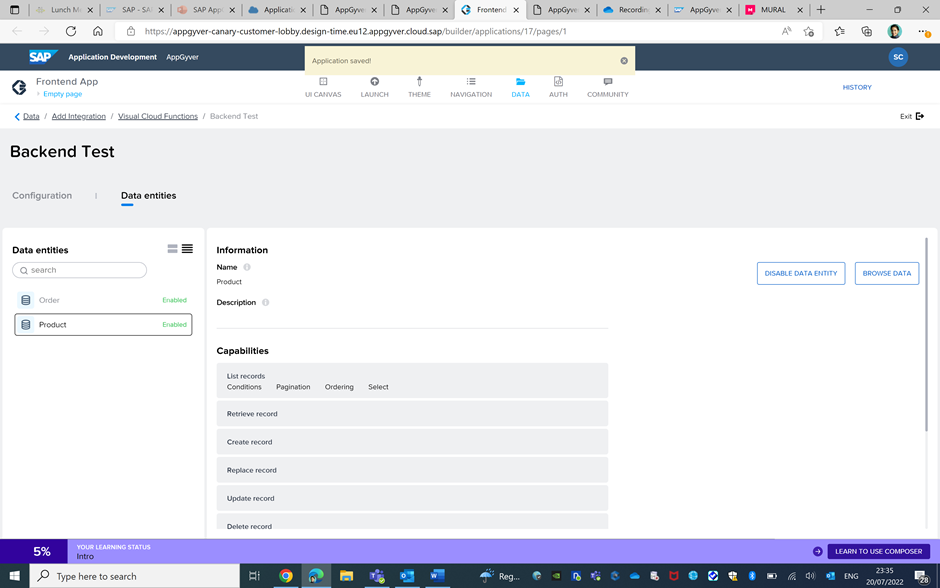 Lunch M
SAP - SA
SAP App
Applicati
AppGyve
AppGyve
Frontend
AppGyve
Recordin
AppGyve
MURAL
https://appgyver-canary-customer-lobby.design-time.eu12.appgyver.cloud.sap/builder/applications/17/pages/1
SAP Application Development AppGyver
Application saved!
SC
Frontend App
Empty page
UI CANVAS LAUNCH THEME NAVIGATION DATA AUTH COMMUNITY
HISTORY
Data / Add Integration / Visual Cloud Functions / Backend Test
Exit
Backend Test
Configuration | Data entities
Data entities
search
Order Enabled
Product Enabled
Information
Name
Product
Description
DISABLE DATA ENTITY BROWSE DATA
Capabilities
List records
Conditions Pagination Ordering Select
Retrieve record
Create record
Replace record
Update record
Delete record
5%
YOUR LEARNING STATUS
Intro
LEARN TO USE COMPOSER
Type here to search
Reg...
ENG
23:35
20/07/2022
28